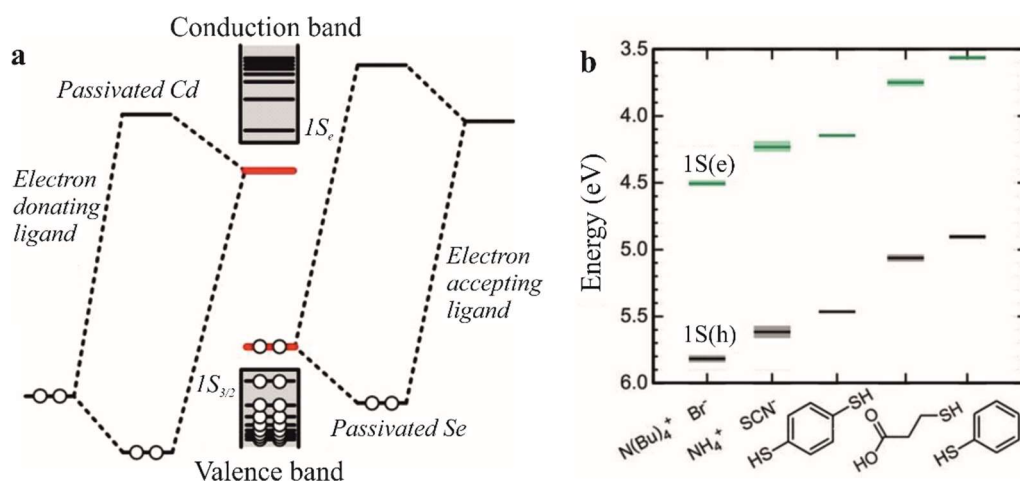 a
Conduction band
Passivated Cd
1Se
Electron
donating
ligand
Electron
accepting
ligand
1S3/2
Passivated Se
Valence band
b
Energy (eV)
3.5
4.0
4.5
5.0
5.5
6.0
1S(e)
1S(h)
N(Bu)4+ Br-
NH4+ SCN-
HS
SH
O
HO
SH
HS